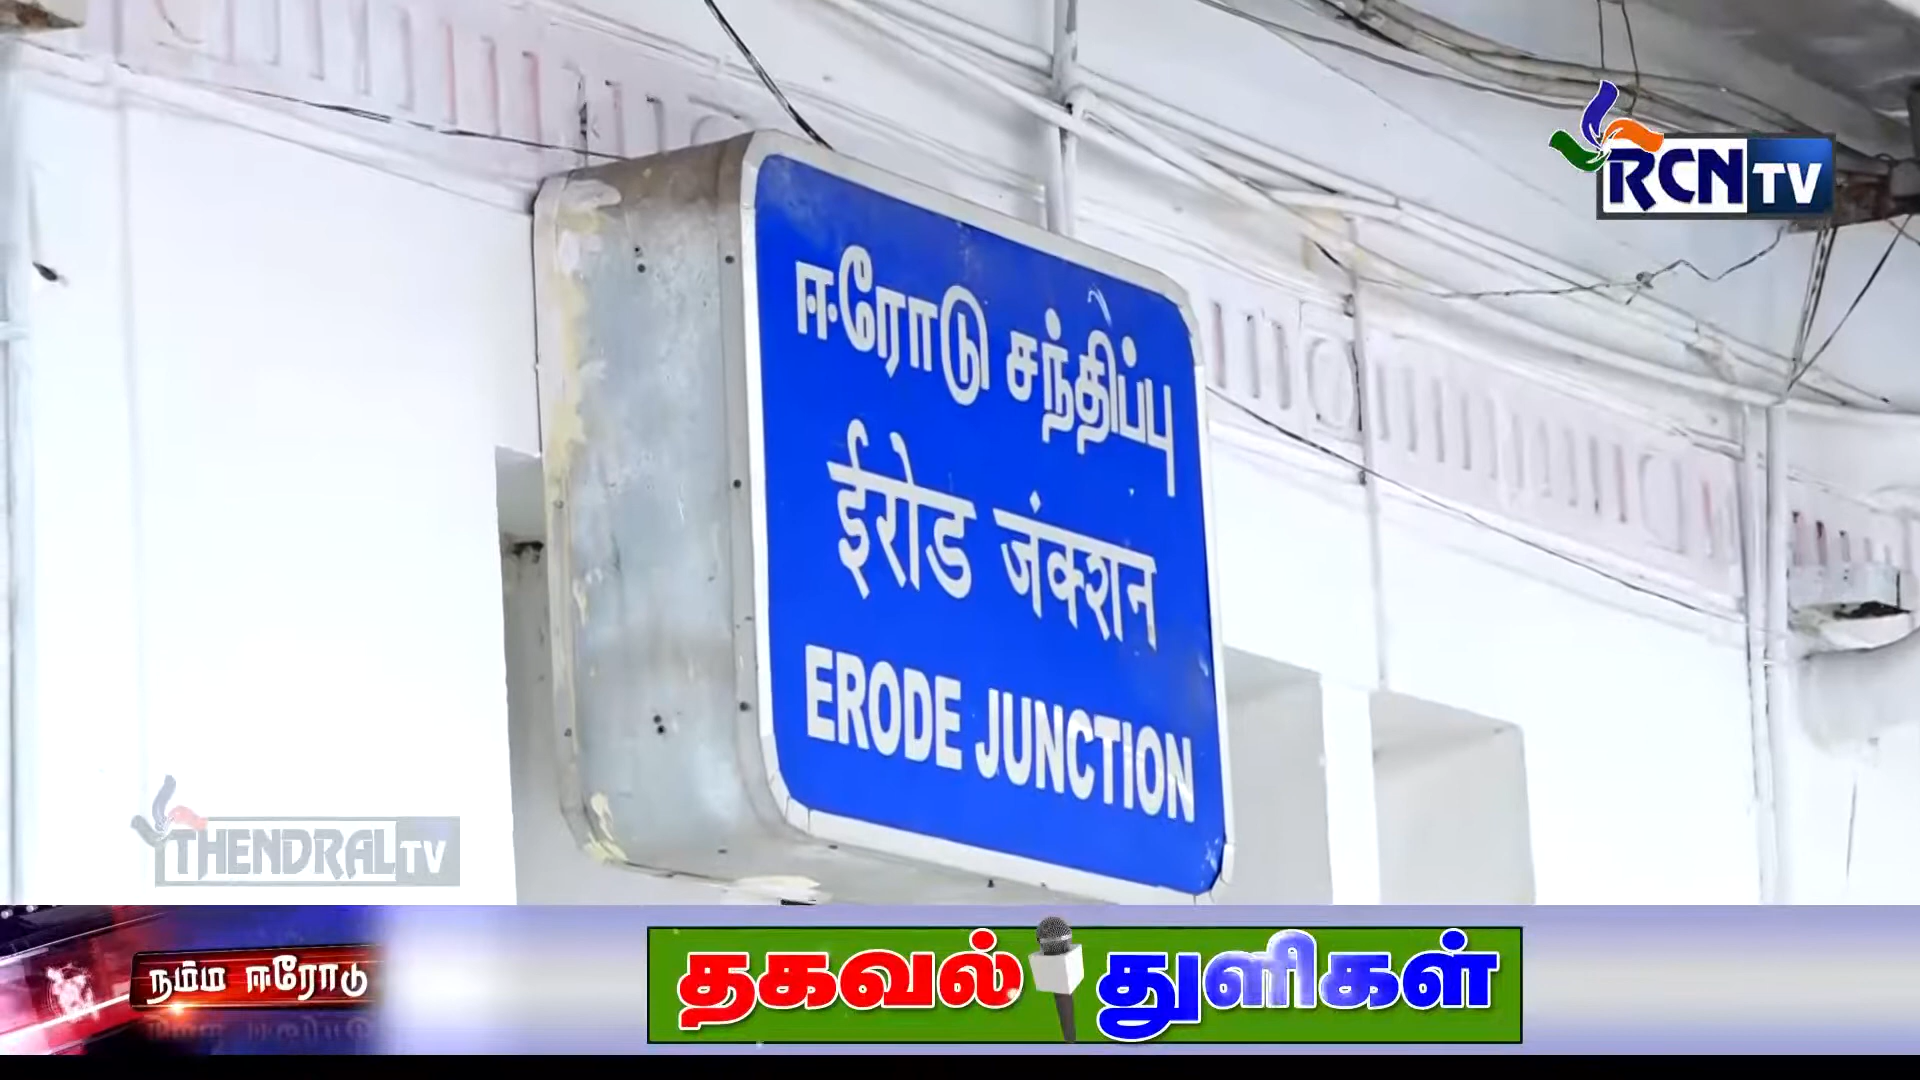 RCN TV
ஈரோடு சந்திப்பு
ईरोड जंक्शन
ERODE JUNCTION
THENDRAL TV
நம்ம ஈரோடு
தகவல் துளிகள்